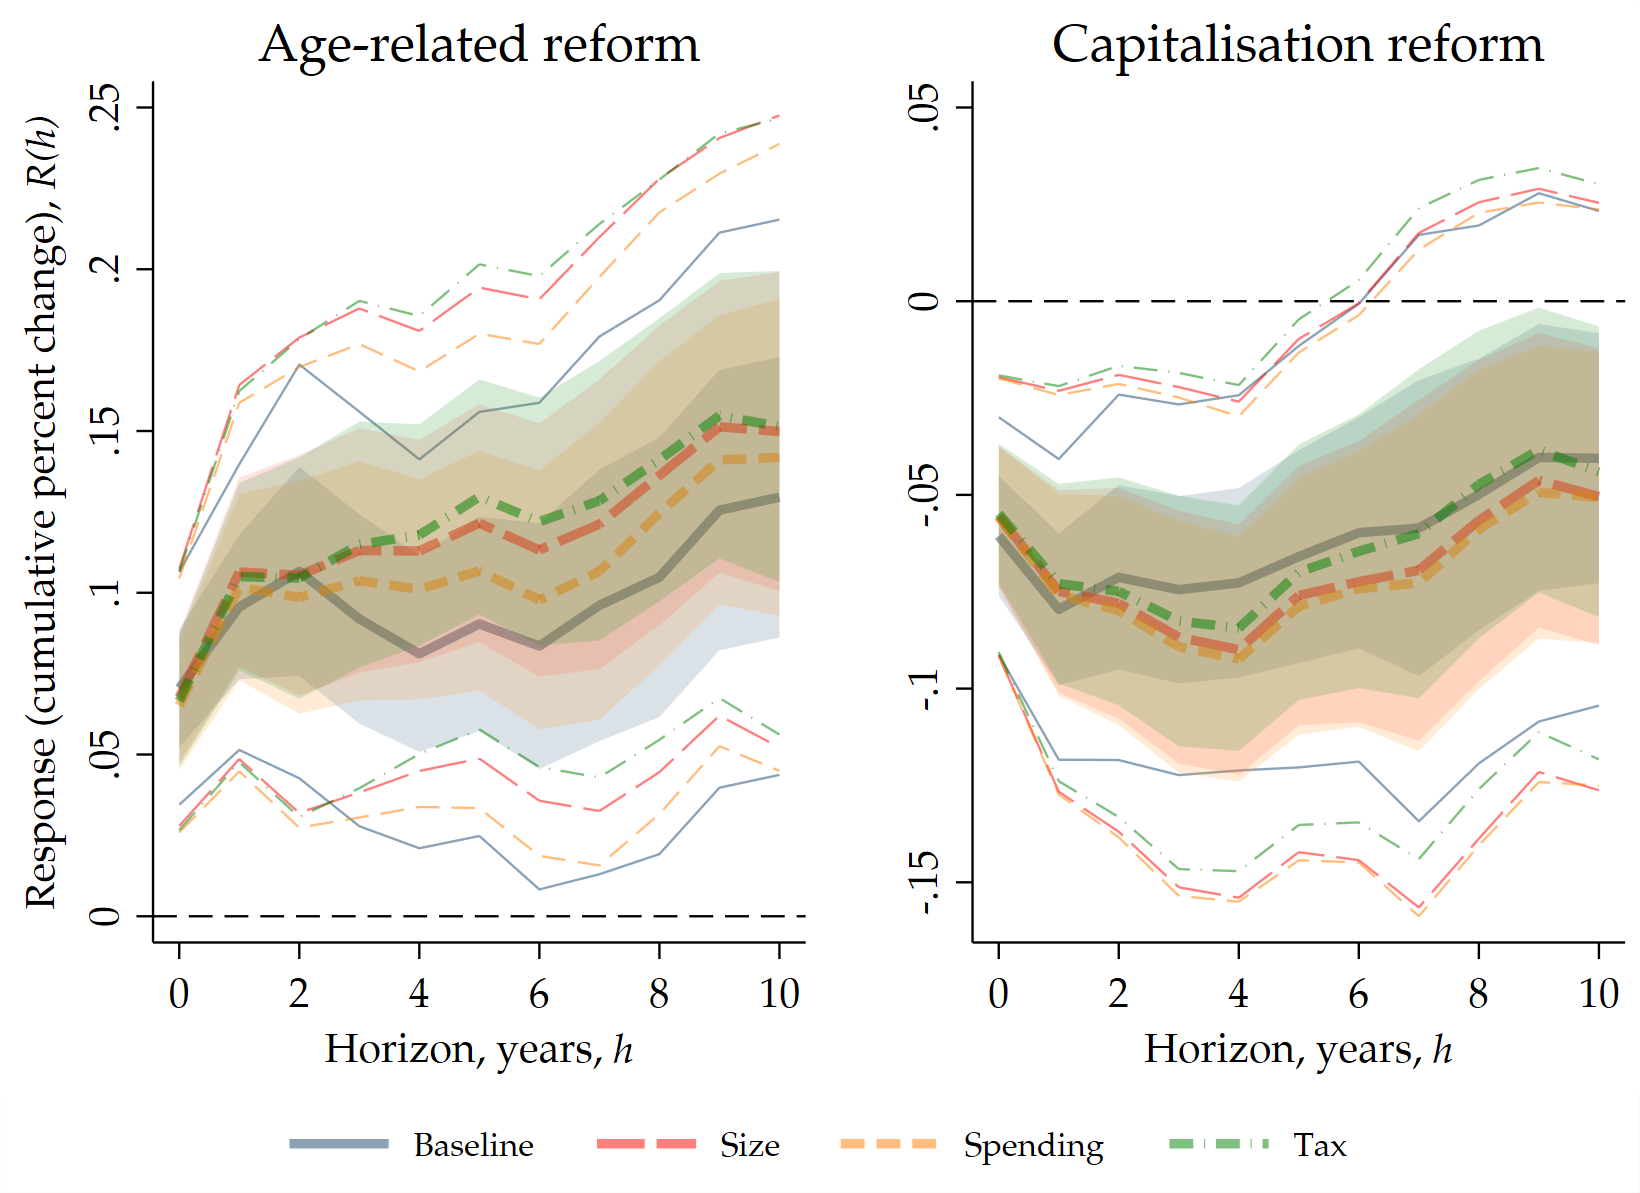 Age-related reform
Capitalisation reform
Response (cumulative percent change), R(h)
.25
.2
.15
.1
.05
0
0 2 4 6 8 10
Horizon, years, h
.05
0
-.05
-.1
-.15
0 2 4 6 8 10
Horizon, years, h
Baseline Size Spending Tax